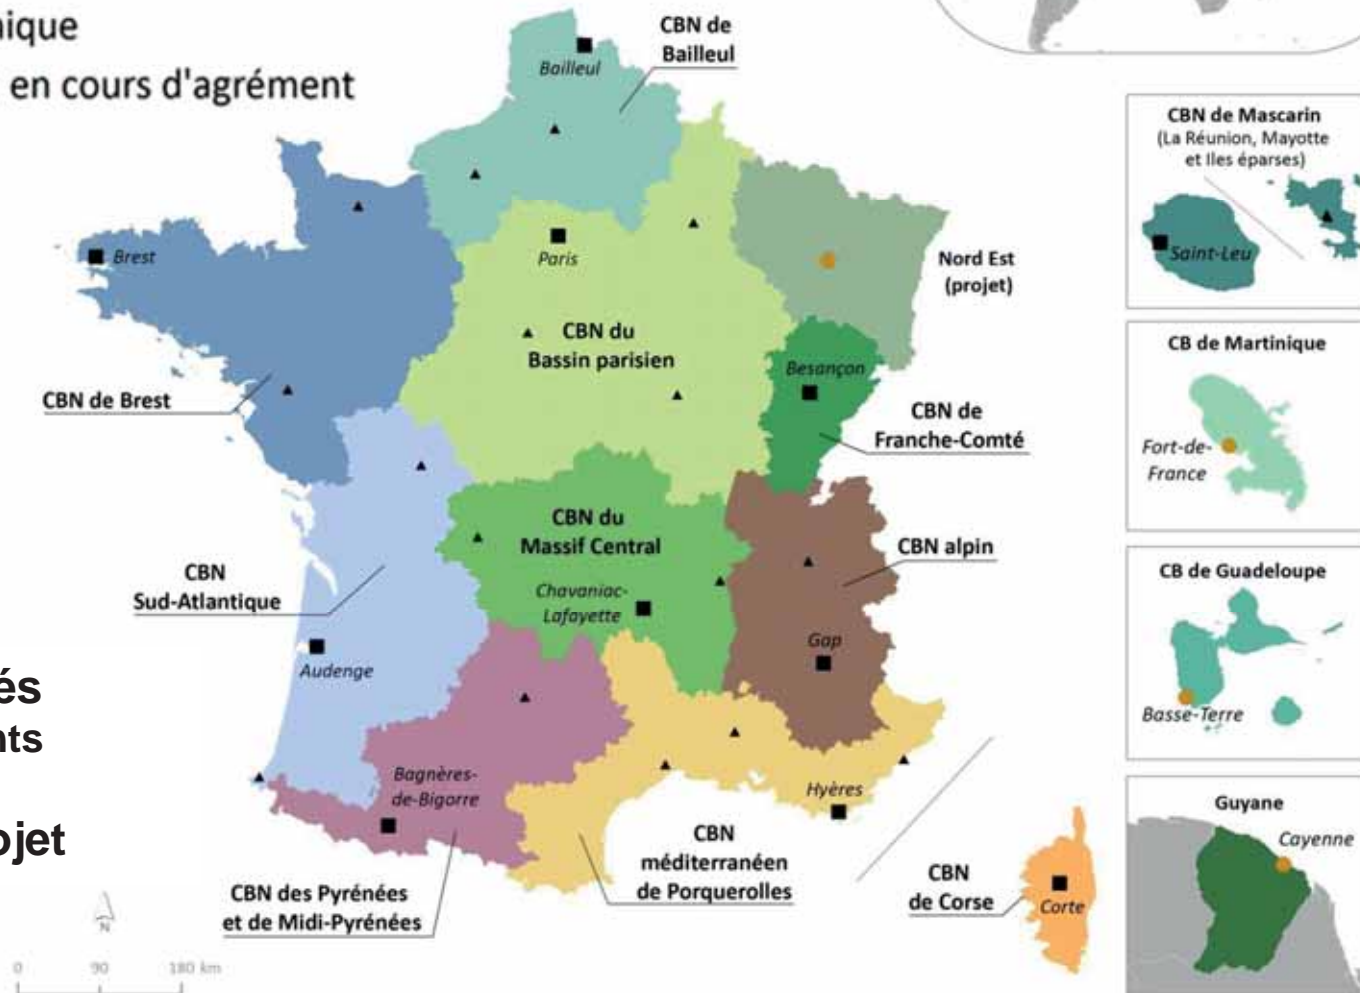 nique
en cours d'agrément
CBN de
Bailleul
Bailleul
CBN de Mascarin
(La Réunion, Mayotte
et Iles éparses)
Saint-Leu
Brest
Paris
Nord Est
(projet)
CBN du
Bassin parisien
Besançon
CB de Martinique
Fort-de-
France
CBN de Brest
CBN de
Franche-Comté
CBN du
Massif Central
CBN alpin
CBN
Sud-Atlantique
Chavaniac-
Lafayette
CB de Guadeloupe
Basse-Terre
Gap
Audenge
és
nts
ojet
Bagnères-
de-Bigorre
Hyères
CBN
méditerranéen
de Porquerolles
Guyane
Cayenne
CBN des Pyrénées
et de Midi-Pyrénées
CBN
de Corse
Corte
N
0 90 180 km